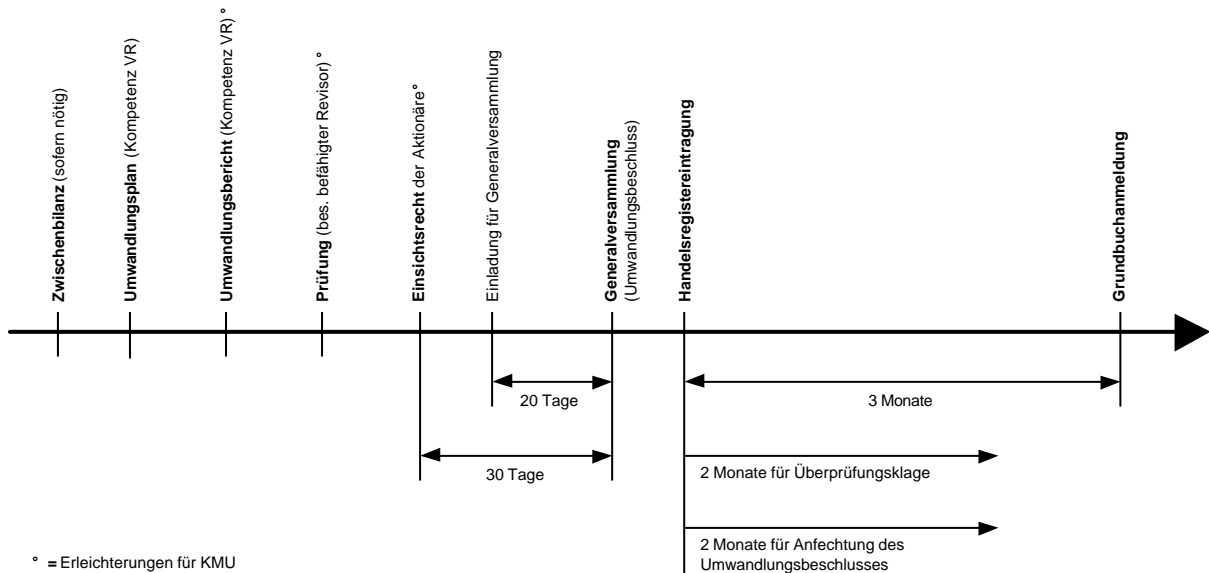 Zwischenbilanz (sofern nötig)
Umwandlungsplan (Kompetenz VR)
Umwandlungsbericht (Kompetenz VR) °
Prüfung (bes. befähigter Revisor) °
Einsichtsrecht der Aktionäre°
Einladung für Generalversammlung
Generalversammlung
(Umwandlungsbeschluss)
Handelsregistereintragung
Grundbuchanmeldung
20 Tage
3 Monate
30 Tage
2 Monate für Überprüfungsklage
2 Monate für Anfechtung des
Umwandlungsbeschlusses
° = Erleichterungen für KMU